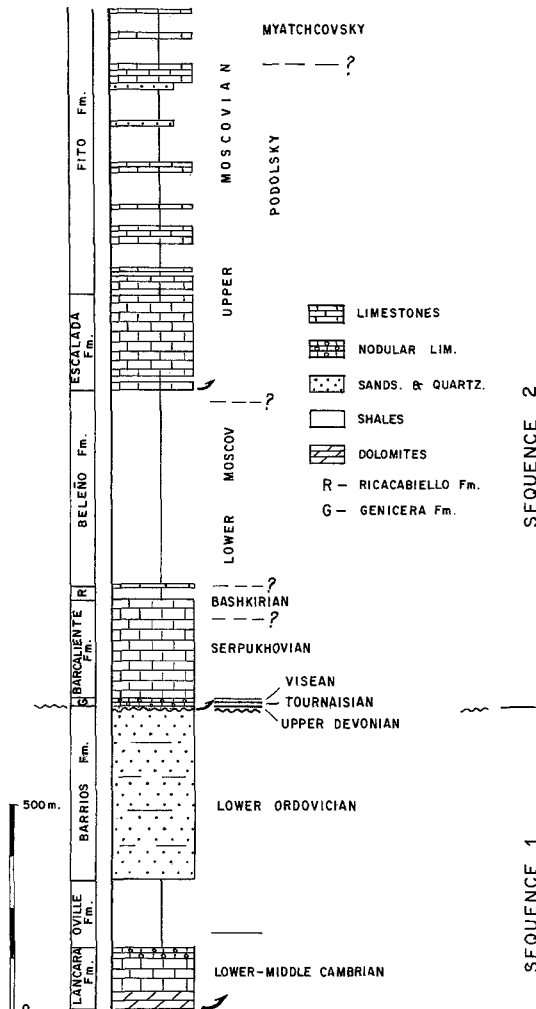 MYATCHCOVSKY
?
FITO Fm.
UPPER MOSCOVIAN
PODOLSKY
ESCALADA Fm.
LIMESTONES
NODULAR LIM.
SANDS. & QUARTZ.
SHALES
DOLOMITES
R – RICACABIELLO Fm.
G – GENICERA Fm.
SEQUENCE 2
?
BELEÑO Fm.
LOWER MOSCOV
?
R
BASHKIRIAN
?
BARCALIENTE Fm.
SERPUKHOVIAN
VISEAN
G
TOURNAISIAN
UPPER DEVONIAN
BARRIOS Fm.
500 m.
LOWER ORDOVICIAN
SEQUENCE 1
OVILLE Fm.
LANCARA Fm.
LOWER-MIDDLE CAMBRIAN
0